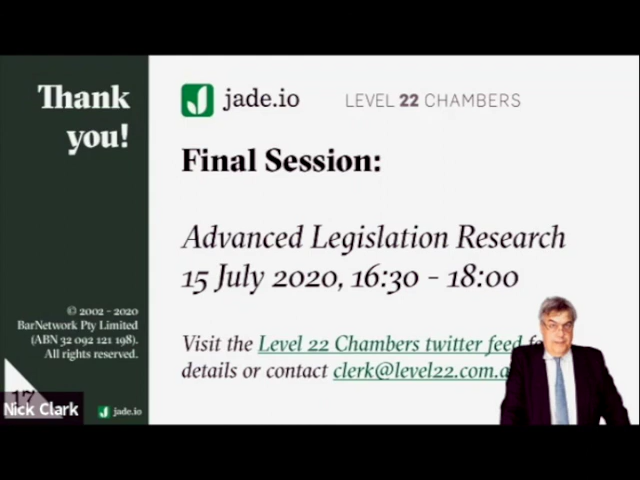 Thank
you!
jade.io
LEVEL 22 CHAMBERS
Final Session:
Advanced Legislation Research
15 July 2020, 16:30 - 18:00
Visit the Level 22 Chambers twitter feed
details or contact clerk@level22.com.a
© 2002 - 2020
BarNetwork Pty Limited
(ABN 32 092 121 198).
All rights reserved.
17
Nick Clark
jade.io